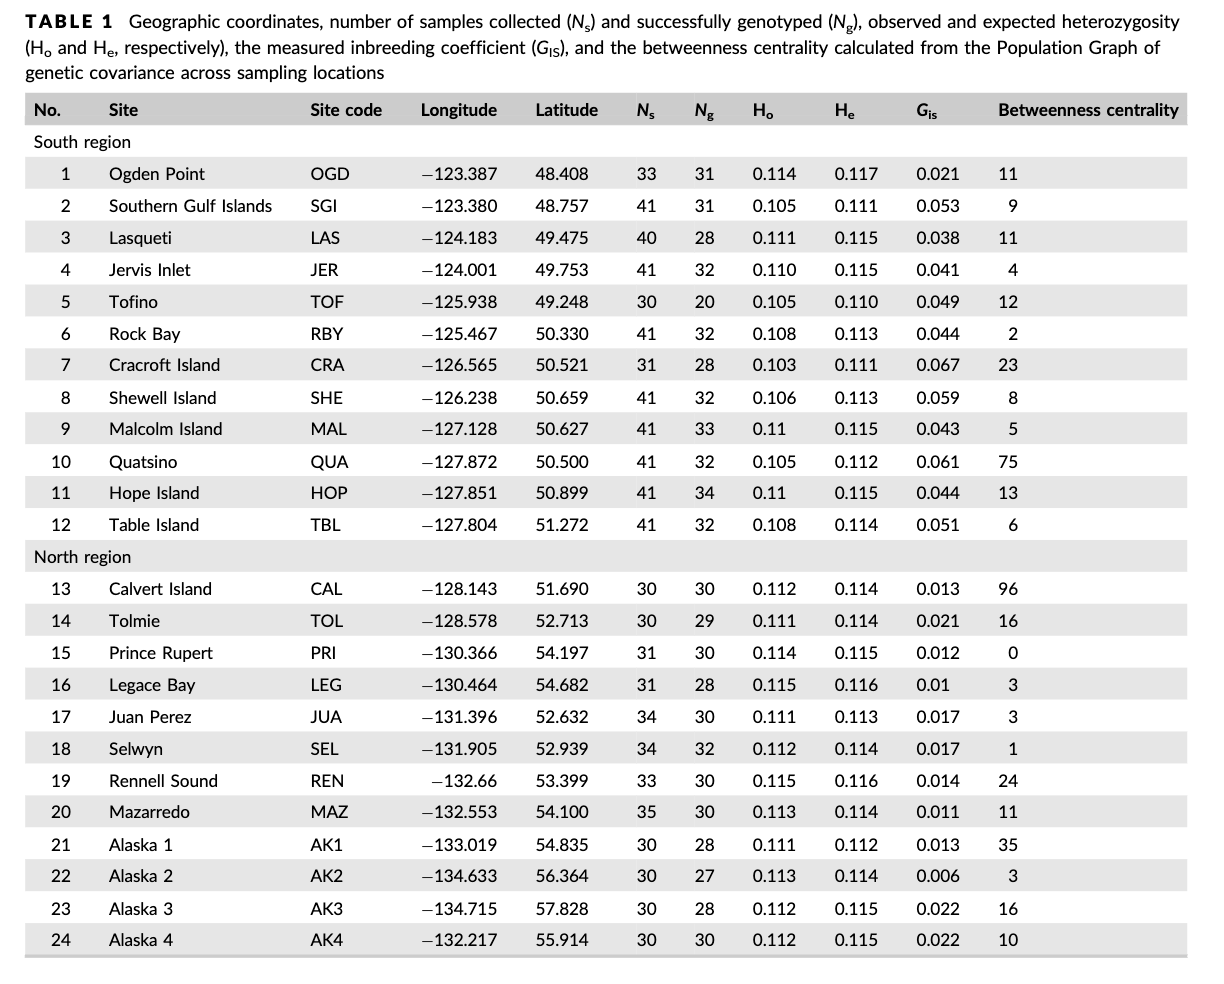 TABLE 1 Geographic coordinates, number of samples collected (Ns) and successfully genotyped (Ng), observed and expected heterozygosity
(Ho and He, respectively), the measured inbreeding coefficient (GIS), and the betweenness centrality calculated from the Population Graph of
genetic covariance across sampling locations
No. Site Site code Longitude Latitude Ns Ng Ho He Gis Betweenness centrality
South region
1 Ogden Point OGD −123.387 48.408 33 31 0.114 0.117 0.021 11
2 Southern Gulf Islands SGI −123.380 48.757 41 31 0.105 0.111 0.053 9
3 Lasqueti LAS −124.183 49.475 40 28 0.111 0.115 0.038 11
4 Jervis Inlet JER −124.001 49.753 41 32 0.110 0.115 0.041 4
5 Tofino TOF −125.938 49.248 30 20 0.105 0.110 0.049 12
6 Rock Bay RBY −125.467 50.330 41 32 0.108 0.113 0.044 2
7 Cracroft Island CRA −126.565 50.521 31 28 0.103 0.111 0.067 23
8 Shewell Island SHE −126.238 50.659 41 32 0.106 0.113 0.059 8
9 Malcolm Island MAL −127.128 50.627 41 33 0.11 0.115 0.043 5
10 Quatsino QUA −127.872 50.500 41 32 0.105 0.112 0.061 75
11 Hope Island HOP −127.851 50.899 41 34 0.11 0.115 0.044 13
12 Table Island TBL −127.804 51.272 41 32 0.108 0.114 0.051 6
North region
13 Calvert Island CAL −128.143 51.690 30 30 0.112 0.114 0.013 96
14 Tolmie TOL −128.578 52.713 30 29 0.111 0.114 0.021 16
15 Prince Rupert PRI −130.366 54.197 31 30 0.114 0.115 0.012 0
16 Legace Bay LEG −130.464 54.682 31 28 0.115 0.116 0.01 3
17 Juan Perez JUA −131.396 52.632 34 30 0.111 0.113 0.017 3
18 Selwyn SEL −131.905 52.939 34 32 0.112 0.114 0.017 1
19 Rennell Sound REN −132.66 53.399 33 30 0.115 0.116 0.014 24
20 Mazarredo MAZ −132.553 54.100 35 30 0.113 0.114 0.011 11
21 Alaska 1 AK1 −133.019 54.835 30 28 0.111 0.112 0.013 35
22 Alaska 2 AK2 −134.633 56.364 30 27 0.113 0.114 0.006 3
23 Alaska 3 AK3 −134.715 57.828 30 28 0.112 0.115 0.022 16
24 Alaska 4 AK4 −132.217 55.914 30 30 0.112 0.115 0.022 10